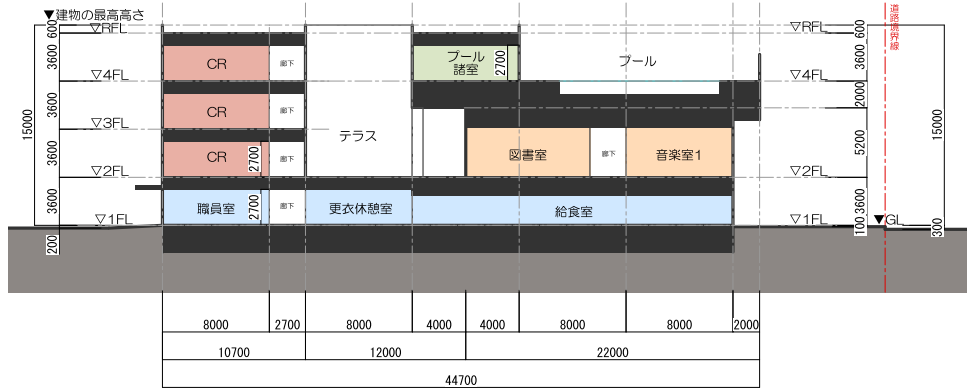 ▼建物の最高高さ
▽RFL
▽4FL
▽3FL
▽2FL
▽1FL
600
3600
3600
3600
3600
200
15000
CR
廊下
CR
廊下
CR
2700
廊下
職員室
2700
廊下
テラス
更衣休憩室
プール
諸室
2700
プール
図書室
廊下
音楽室1
給食室
▽RFL
▽4FL
▽2FL
▽1FL
600
3600
2000
5200
3600
100
15000
300
▼GL
道路境界線
8000
2700
8000
4000
4000
8000
8000
2000
10700
12000
22000
44700